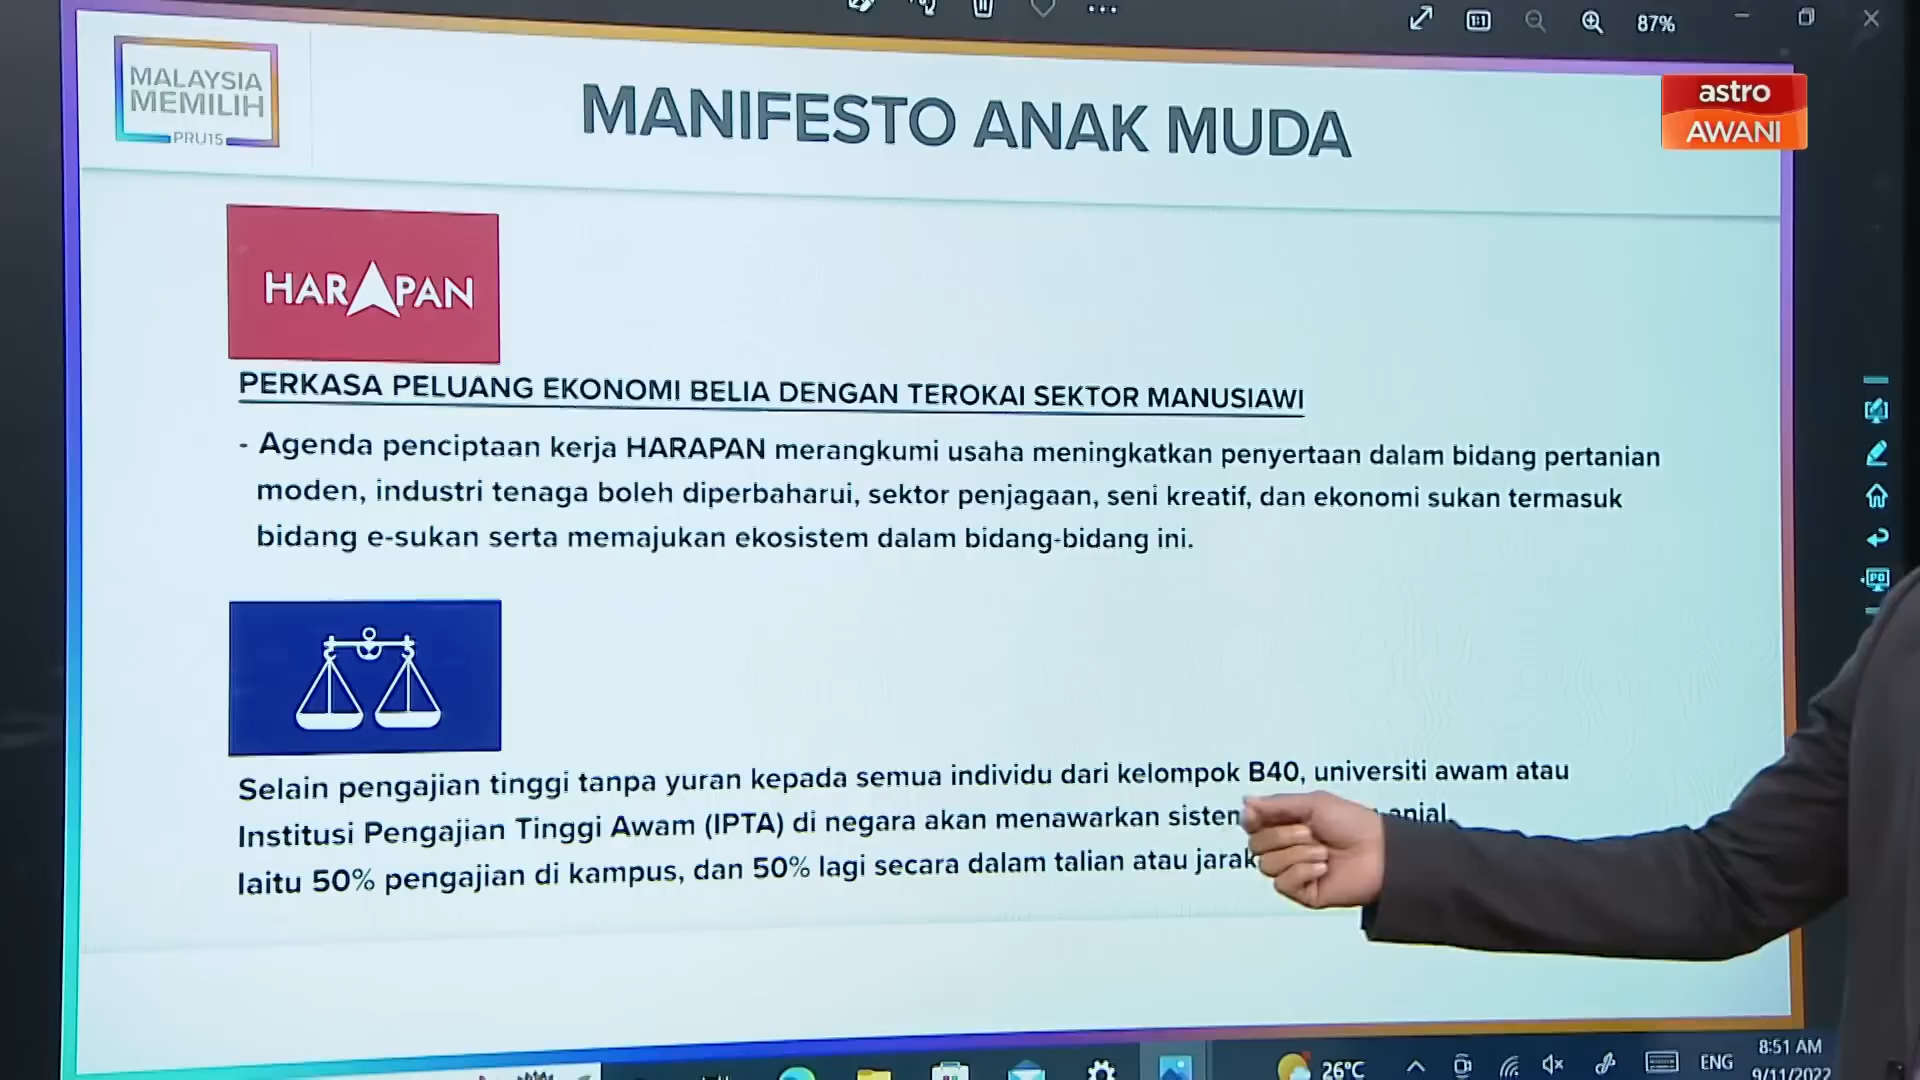 87%
MALAYSIA
MEMILIH
PRU15
MANIFESTO ANAK MUDA
astro
AWANI
HARAPAN
PERKASA PELUANG EKONOMI BELIA DENGAN TEROKAI SEKTOR MANUSIAWI
- Agenda penciptaan kerja HARAPAN merangkumi usaha meningkatkan penyertaan dalam bidang pertanian
moden, industri tenaga boleh diperbaharui, sektor penjagaan, seni kreatif, dan ekonomi sukan termasuk
bidang e-sukan serta memajukan ekosistem dalam bidang-bidang ini.
Selain pengajian tinggi tanpa yuran kepada semua individu dari kelompok B40, universiti awam atau
Institusi Pengajian Tinggi Awam (IPTA) di negara akan menawarkan
Iaitu 50% pengajian di kampus, dan 50% lagi secara dalam talian atau jarak
26°C
ENG
8:51 AM
9/11/2022